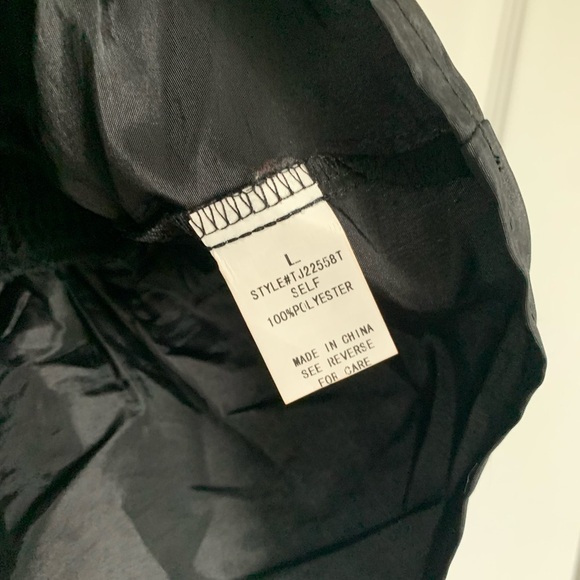 L
STYLE#TJ22558T
SELF
100%POLYESTER
MADE IN CHINA
SEE REVERSE
FOR CARE